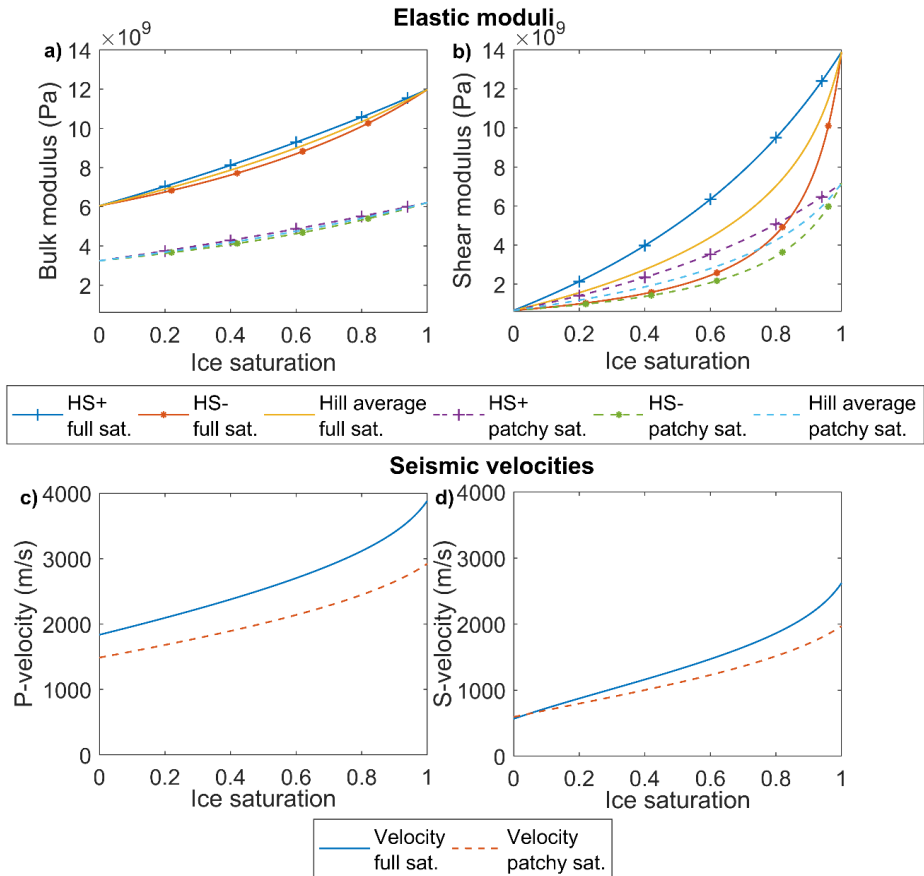 Elastic moduli
a) ×10⁹
14
12
10
8
6
4
2
Bulk modulus (Pa)
0 0.2 0.4 0.6 0.8 1
Ice saturation
b) ×10⁹
14
12
10
8
6
4
2
Shear modulus (Pa)
0 0.2 0.4 0.6 0.8 1
Ice saturation
HS+ full sat.
HS- full sat.
Hill average full sat.
HS+ patchy sat.
HS- patchy sat.
Hill average patchy sat.
Seismic velocities
c)
4000
3000
2000
1000
0
P-velocity (m/s)
0 0.2 0.4 0.6 0.8 1
Ice saturation
d)
4000
3000
2000
1000
0
S-velocity (m/s)
0 0.2 0.4 0.6 0.8 1
Ice saturation
Velocity full sat.
Velocity patchy sat.